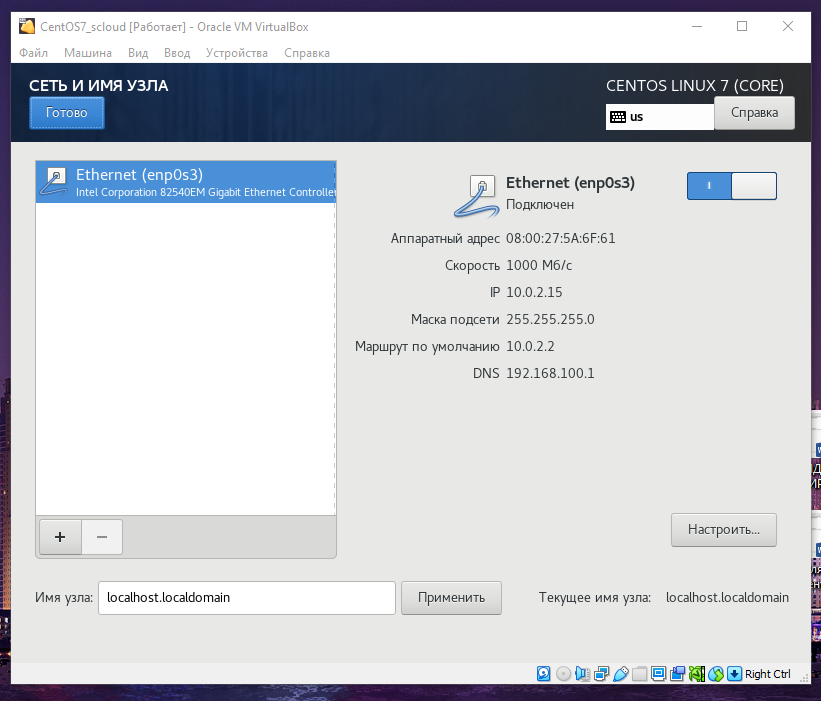 CentOS7_scloud [Работает] - Oracle VM VirtualBox
Файл Машина Вид Ввод Устройства Справка
СЕТЬ И ИМЯ УЗЛА
CENTOS LINUX 7 (CORE)
Готово
us
Справка
Ethernet (enp0s3)
Intel Corporation 82540EM Gigabit Ethernet Controller
Ethernet (enp0s3)
Подключен
Аппаратный адрес 08:00:27:5A:6F:61
Скорость 1000 Мб/с
IP 10.0.2.15
Маска подсети 255.255.255.0
Маршрут по умолчанию 10.0.2.2
DNS 192.168.100.1
+ −
Настроить...
Имя узла: localhost.localdomain Применить Текущее имя узла: localhost.localdomain
Right Ctrl